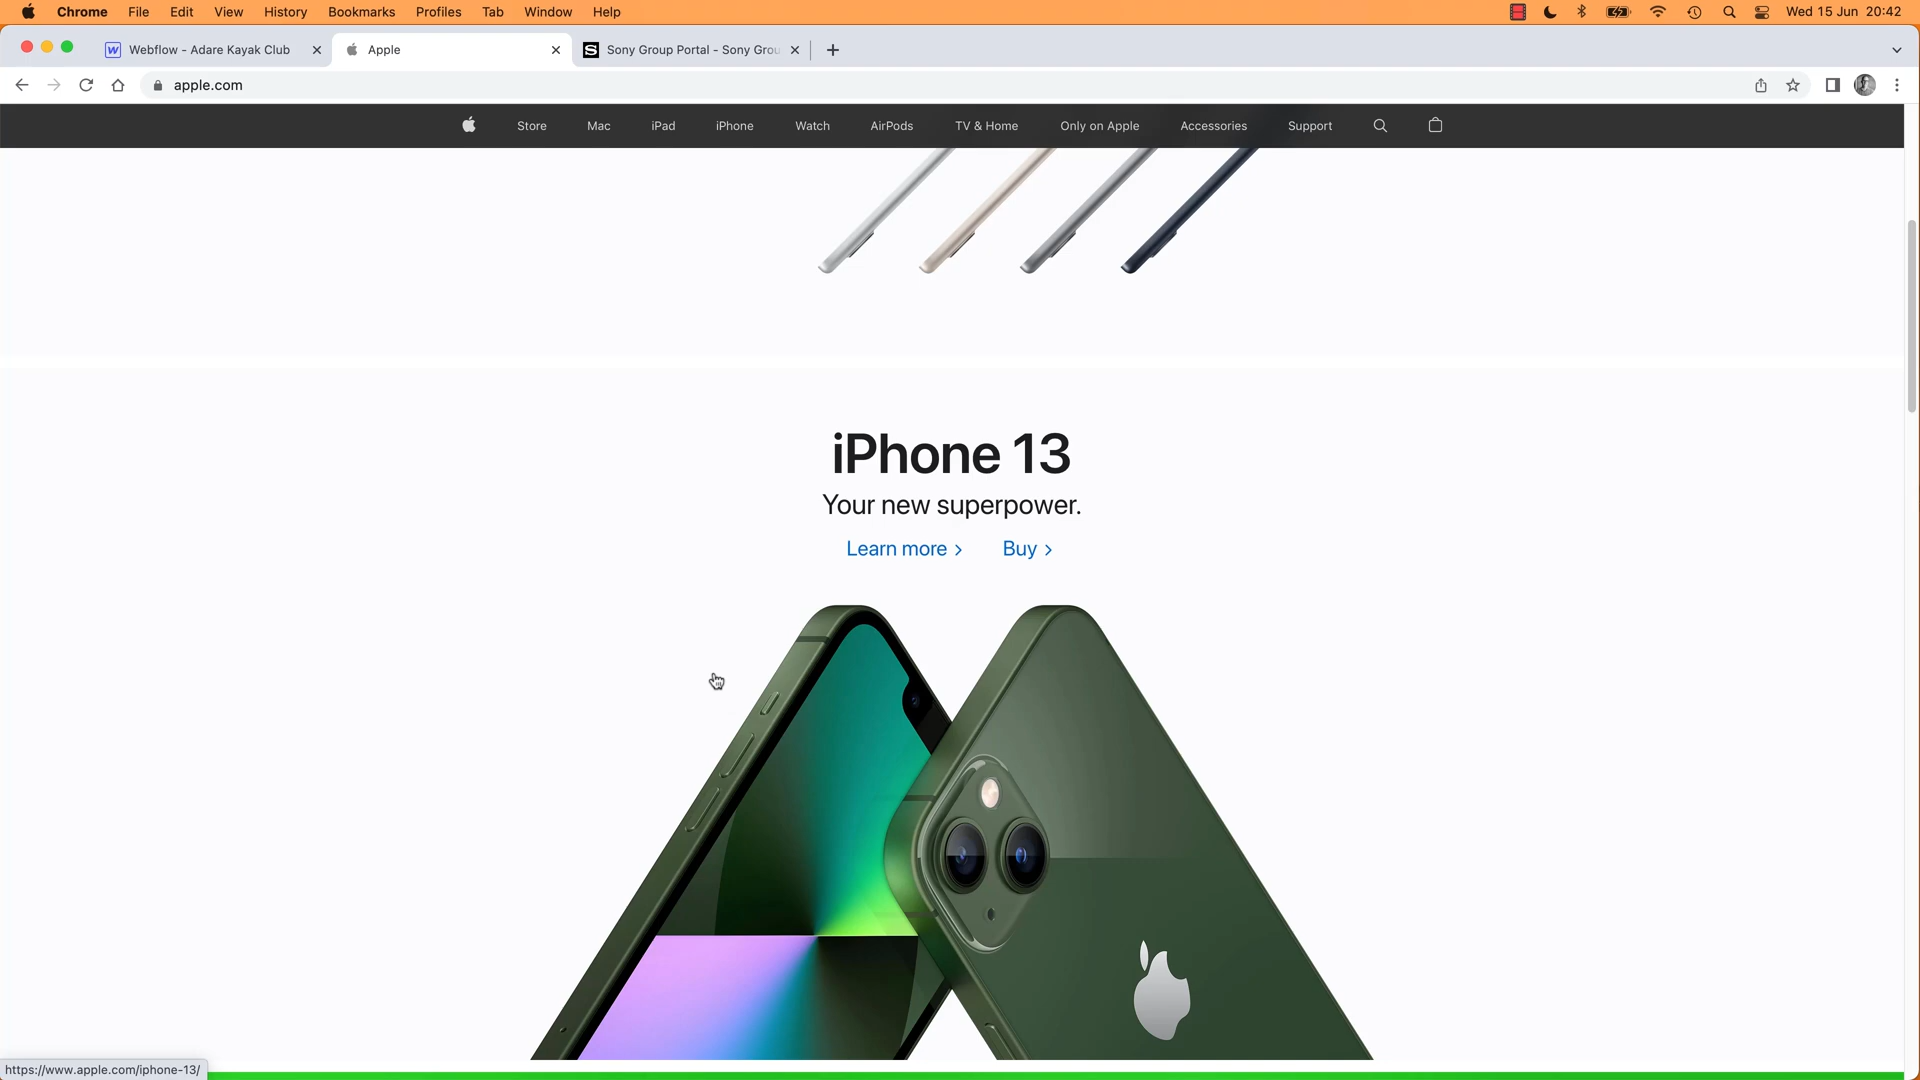 Chrome File Edit View History Bookmarks Profiles Tab Window Help Wed 15 Jun 20:42
Webflow - Adare Kayak Club Apple Sony Group Portal - Sony Grou
apple.com
Store Mac iPad iPhone Watch AirPods TV & Home Only on Apple Accessories Support
iPhone 13
Your new superpower.
Learn more > Buy >
https://www.apple.com/iphone-13/